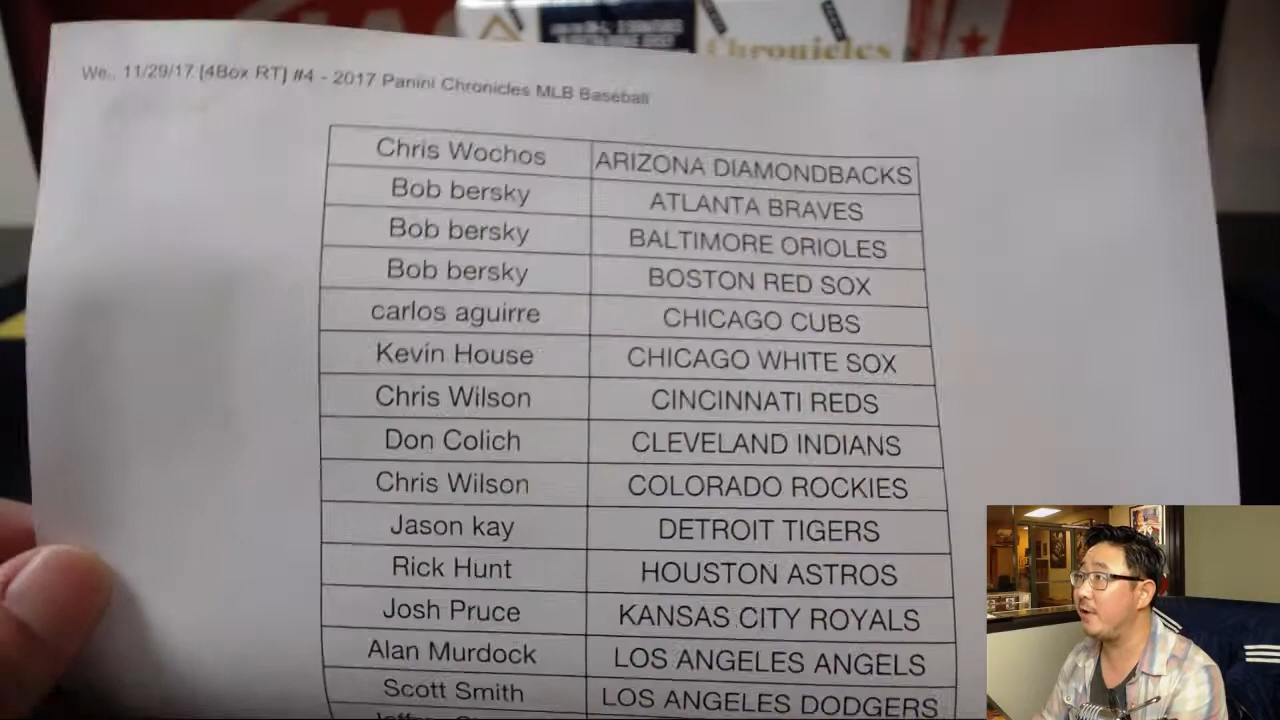 Chronicles
We., 11/29/17 [4Box RT] #4 - 2017 Panini Chronicles MLB Baseball
Chris Wochos ARIZONA DIAMONDBACKS
Bob bersky ATLANTA BRAVES
Bob bersky BALTIMORE ORIOLES
Bob bersky BOSTON RED SOX
carlos aguirre CHICAGO CUBS
Kevin House CHICAGO WHITE SOX
Chris Wilson CINCINNATI REDS
Don Colich CLEVELAND INDIANS
Chris Wilson COLORADO ROCKIES
Jason kay DETROIT TIGERS
Rick Hunt HOUSTON ASTROS
Josh Pruce KANSAS CITY ROYALS
Alan Murdock LOS ANGELES ANGELS
Scott Smith LOS ANGELES DODGERS